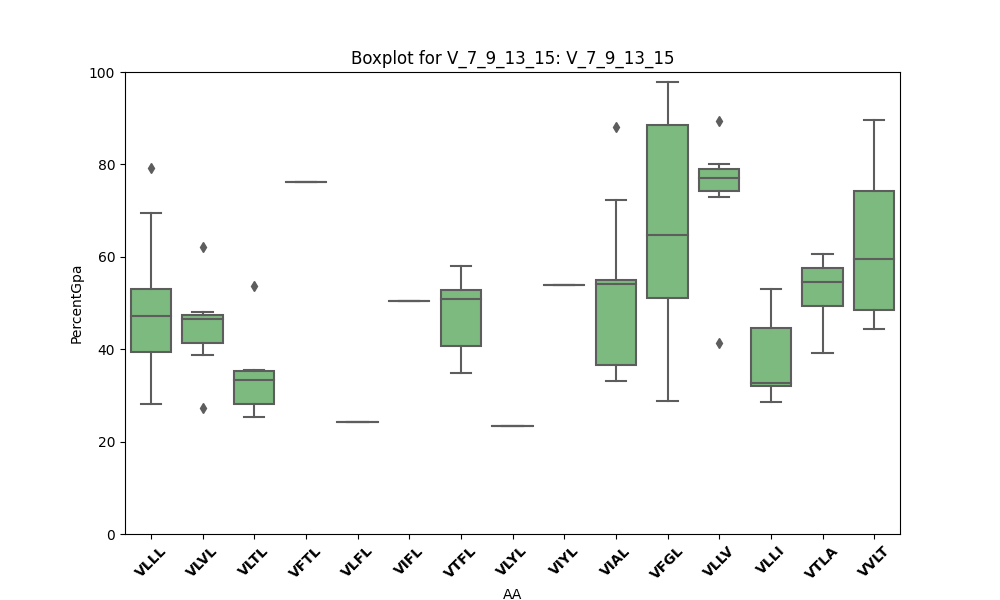 Boxplot for V_7_9_13_15: V_7_9_13_15
PercentGpa
100
80
60
40
20
0
VLLL VLVL VLTL VFTL VLFL VIFL VTFL VLYL VIYL VIAL VFGL VLLV VLLI VTLA VVLT
AA